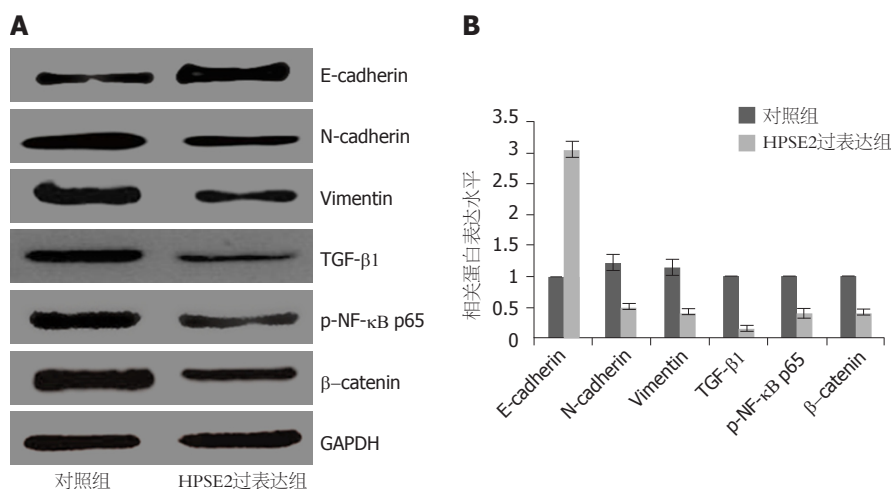 A
E-cadherin
N-cadherin
Vimentin
TGF-β1
p-NF-κB p65
β–catenin
GAPDH
对照组 HPSE2过表达组
B
相关蛋白表达水平
3.5
3
2.5
2
1.5
1
0.5
0
对照组
HPSE2过表达组
E-cadherin
N-cadherin
Vimentin
TGF-β1
p-NF-κB p65
β–catenin